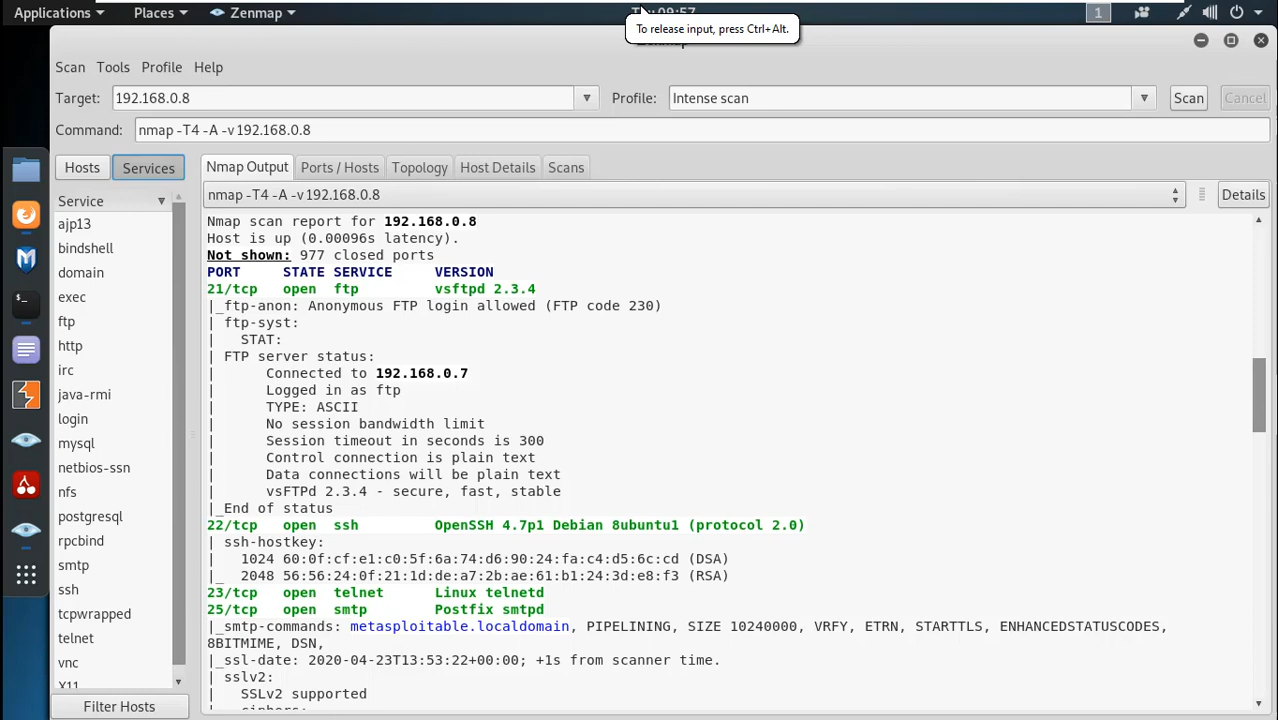 Applications
Places
Zenmap
1
To release input, press Ctrl+Alt.
Scan Tools Profile Help
Target: 192.168.0.8 Profile: Intense scan Scan Cancel
Command: nmap -T4 -A -v 192.168.0.8
Hosts Services
Nmap Output Ports / Hosts Topology Host Details Scans
nmap -T4 -A -v 192.168.0.8 Details
Service
ajp13
bindshell
domain
exec
ftp
http
irc
java-rmi
login
mysql
netbios-ssn
nfs
postgresql
rpcbind
smtp
ssh
tcpwrapped
telnet
vnc
X11
Filter Hosts
Nmap scan report for 192.168.0.8
Host is up (0.00096s latency).
Not shown: 977 closed ports
PORT STATE SERVICE VERSION
21/tcp open ftp vsftpd 2.3.4
|_ftp-anon: Anonymous FTP login allowed (FTP code 230)
| ftp-syst:
| STAT:
| FTP server status:
| Connected to 192.168.0.7
| Logged in as ftp
| TYPE: ASCII
| No session bandwidth limit
| Session timeout in seconds is 300
| Control connection is plain text
| Data connections will be plain text
| vsFTPd 2.3.4 - secure, fast, stable
|_End of status
22/tcp open ssh OpenSSH 4.7p1 Debian 8ubuntu1 (protocol 2.0)
| ssh-hostkey:
| 1024 60:0f:cf:e1:c0:5f:6a:74:d6:90:24:fa:c4:d5:6c:cd (DSA)
|_ 2048 56:56:24:0f:21:1d:de:a7:2b:ae:61:b1:24:3d:e8:f3 (RSA)
23/tcp open telnet Linux telnetd
25/tcp open smtp Postfix smtpd
|_smtp-commands: metasploitable.localdomain, PIPELINING, SIZE 10240000, VRFY, ETRN, STARTTLS, ENHANCEDSTATUSCODES,
8BITMIME, DSN,
|_ssl-date: 2020-04-23T13:53:22+00:00; +1s from scanner time.
| sslv2:
| SSLv2 supported
| ciphers: